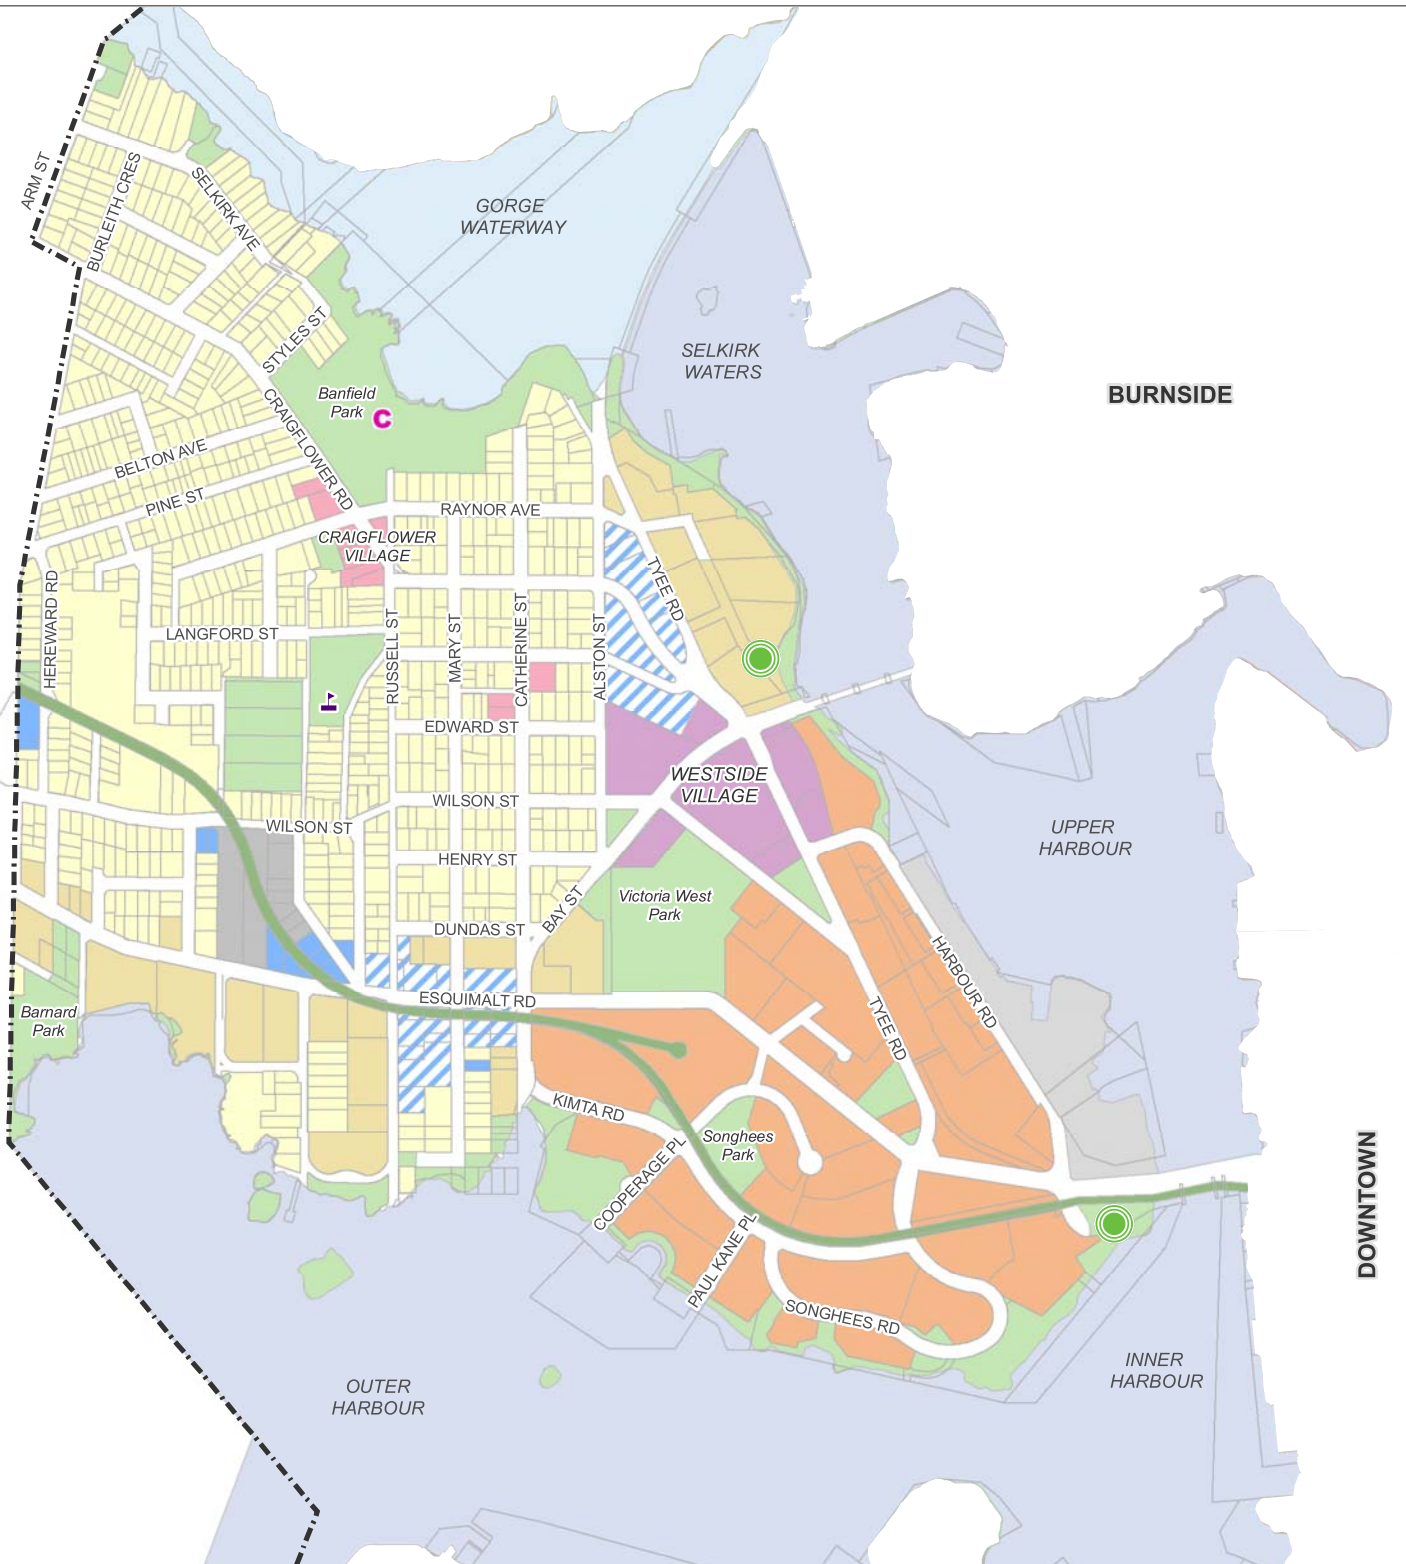 ARM ST
BURLEITH CRES
SELKIRK AVE
GORGE
WATERWAY
STYLES ST
SELKIRK
WATERS
BURNSIDE
Banfield
Park
C
CRAIGFLOWER RD
BELTON AVE
PINE ST
RAYNOR AVE
CRAIGFLOWER
VILLAGE
TYEE RD
HEREWARD RD
LANGFORD ST
RUSSELL ST
MARY ST
CATHERINE ST
ALSTON ST
EDWARD ST
WESTSIDE
VILLAGE
WILSON ST
WILSON ST
UPPER
HARBOUR
HENRY ST
Victoria West
Park
BAY ST
DUNDAS ST
HARBOUR RD
ESQUIMALT RD
Barnard
Park
TYEE RD
KIMTA RD
Songhees
Park
COOPERAGE PL
PAUL KANE PL
DOWNTOWN
SONGHEES RD
INNER
HARBOUR
OUTER
HARBOUR